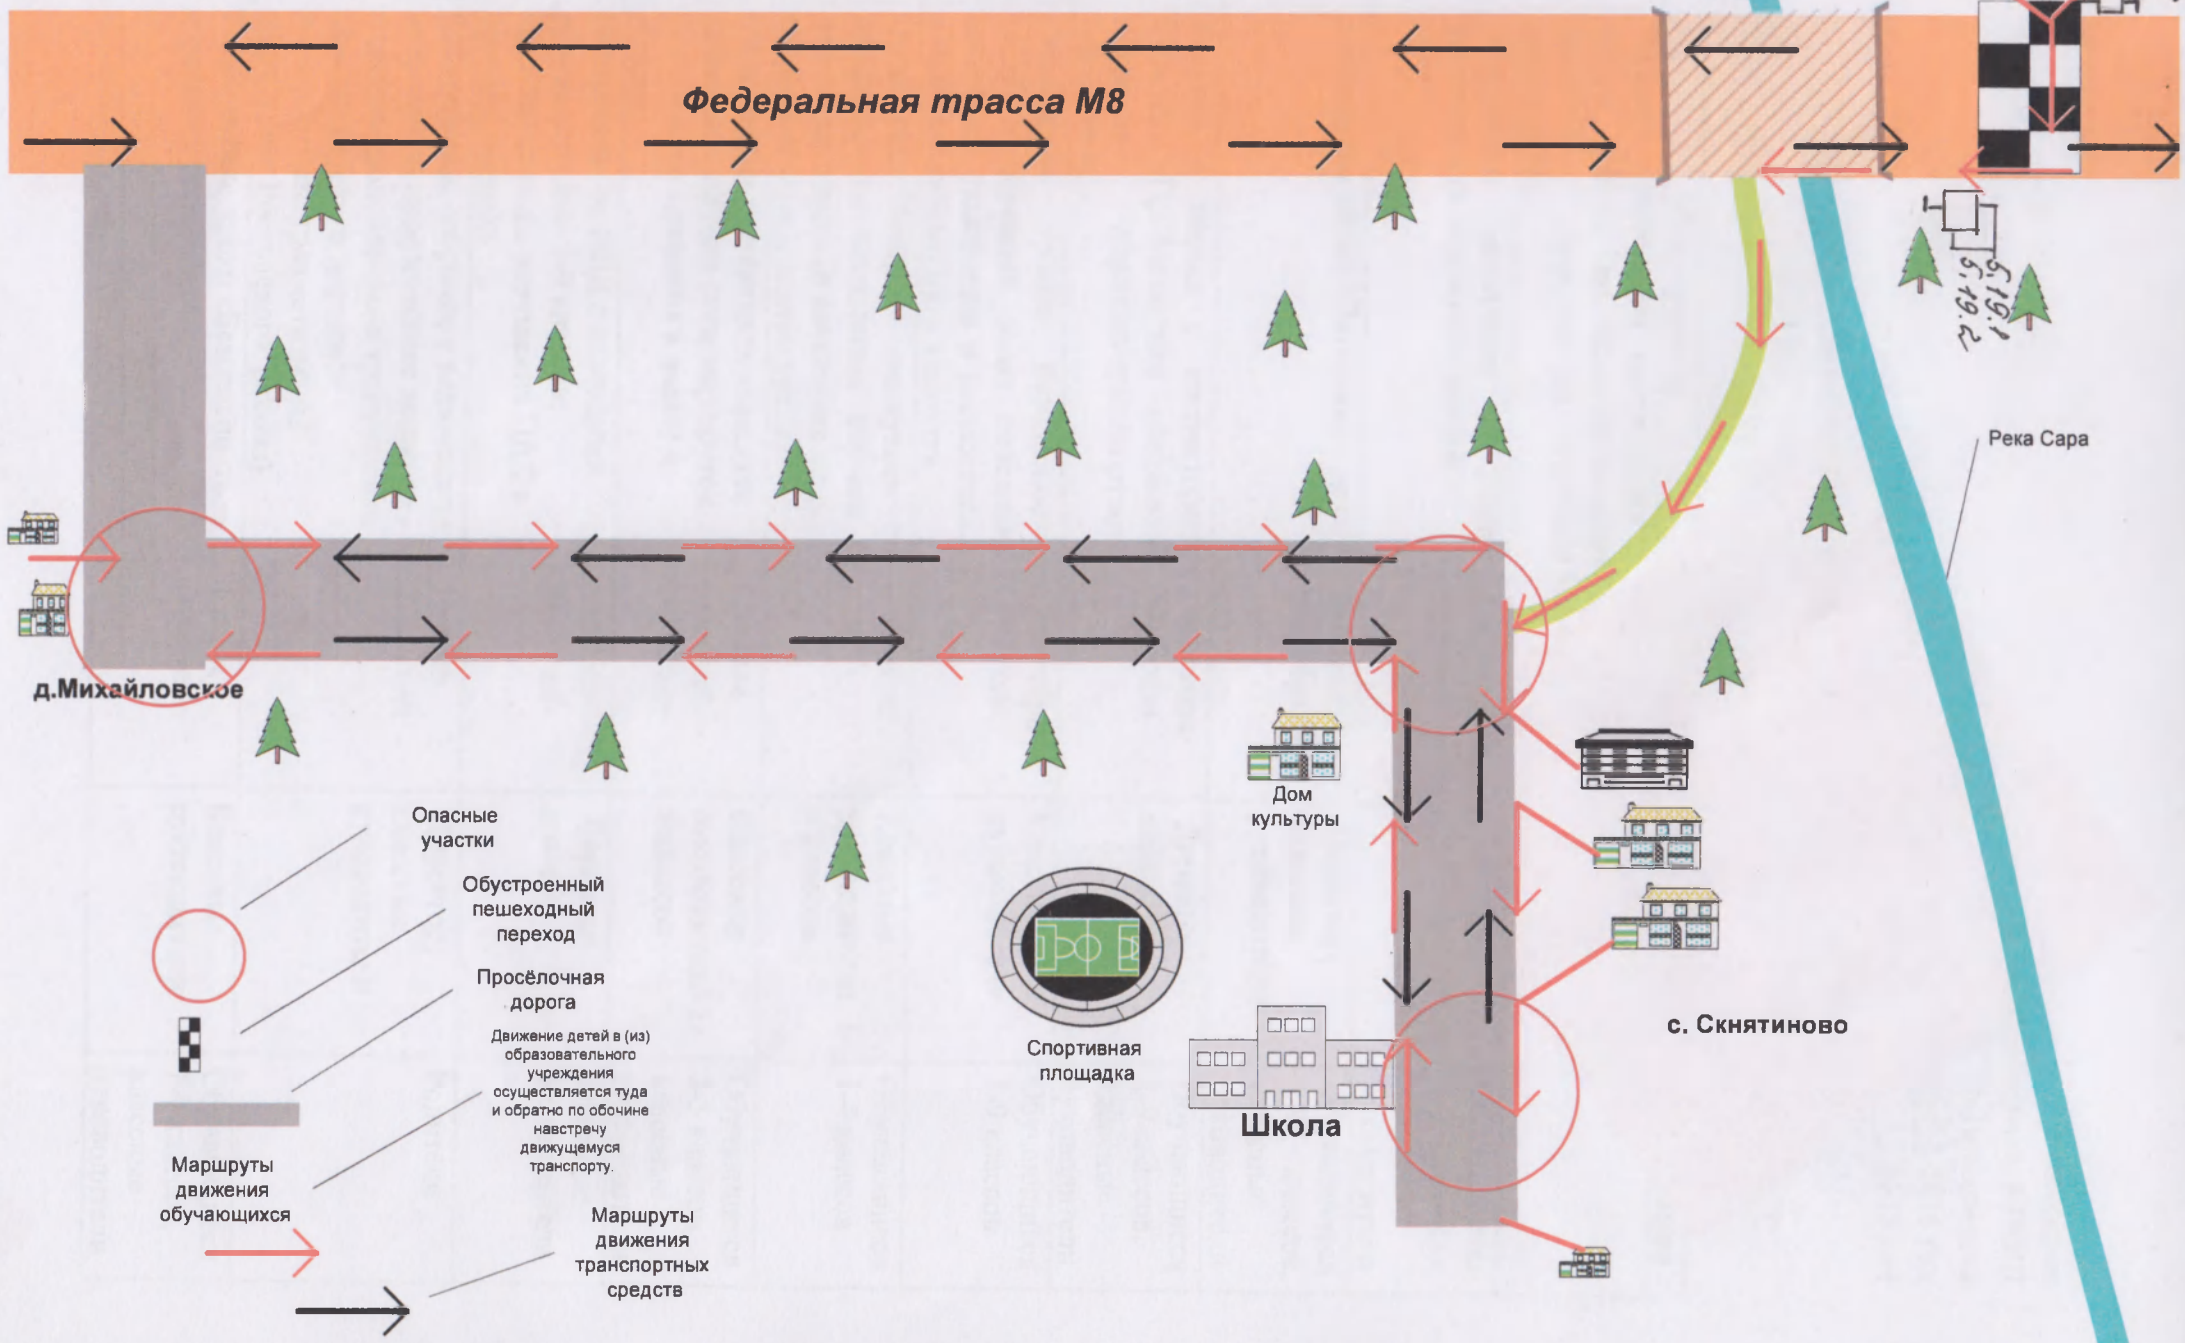 Федеральная трасса М8
5.19.1
5.19.2
Река Сара
д.Михайловское
Дом
культуры
Опасные
участки
Обустроенный
пешеходный
переход
Просёлочная
дорога
Движение детей в (из)
образовательного
учреждения
осуществляется туда
и обратно по обочине
навстречу
движущемуся
транспорту.
Маршруты
движения
обучающихся
Маршруты
движения
транспортных
средств
Спортивная
площадка
Школа
с. Скнятиново